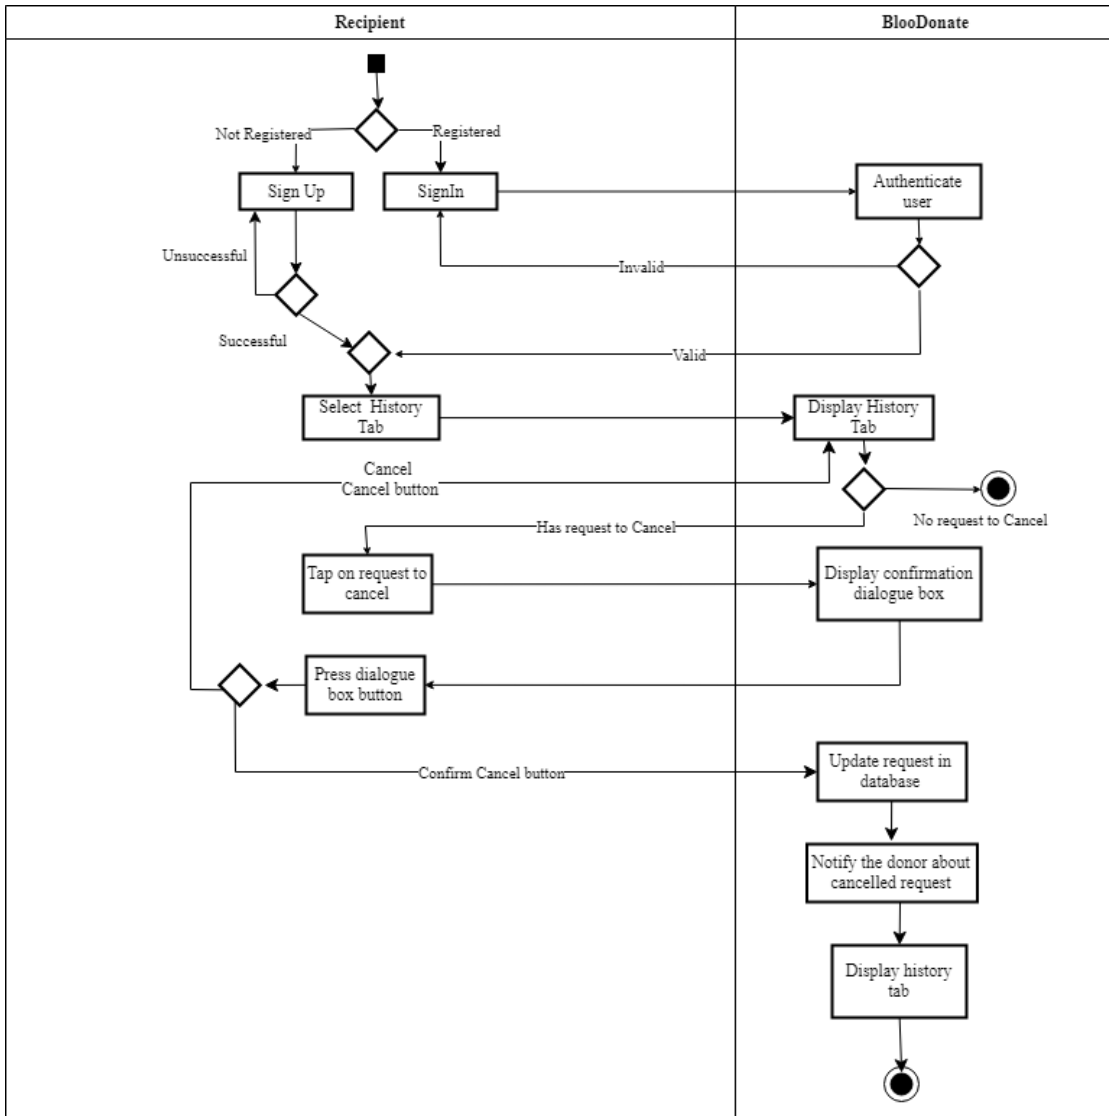 Recipient
BlooDonate
Not Registered
Registered
Sign Up
SignIn
Authenticate
user
Unsuccessful
Invalid
Successful
Valid
Select History
Tab
Display History
Tab
Cancel
Cancel button
No request to Cancel
Has request to Cancel
Tap on request to
cancel
Display confirmation
dialogue box
Press dialogue
box button
Confirm Cancel button
Update request in
database
Notify the donor about
cancelled request
Display history
tab